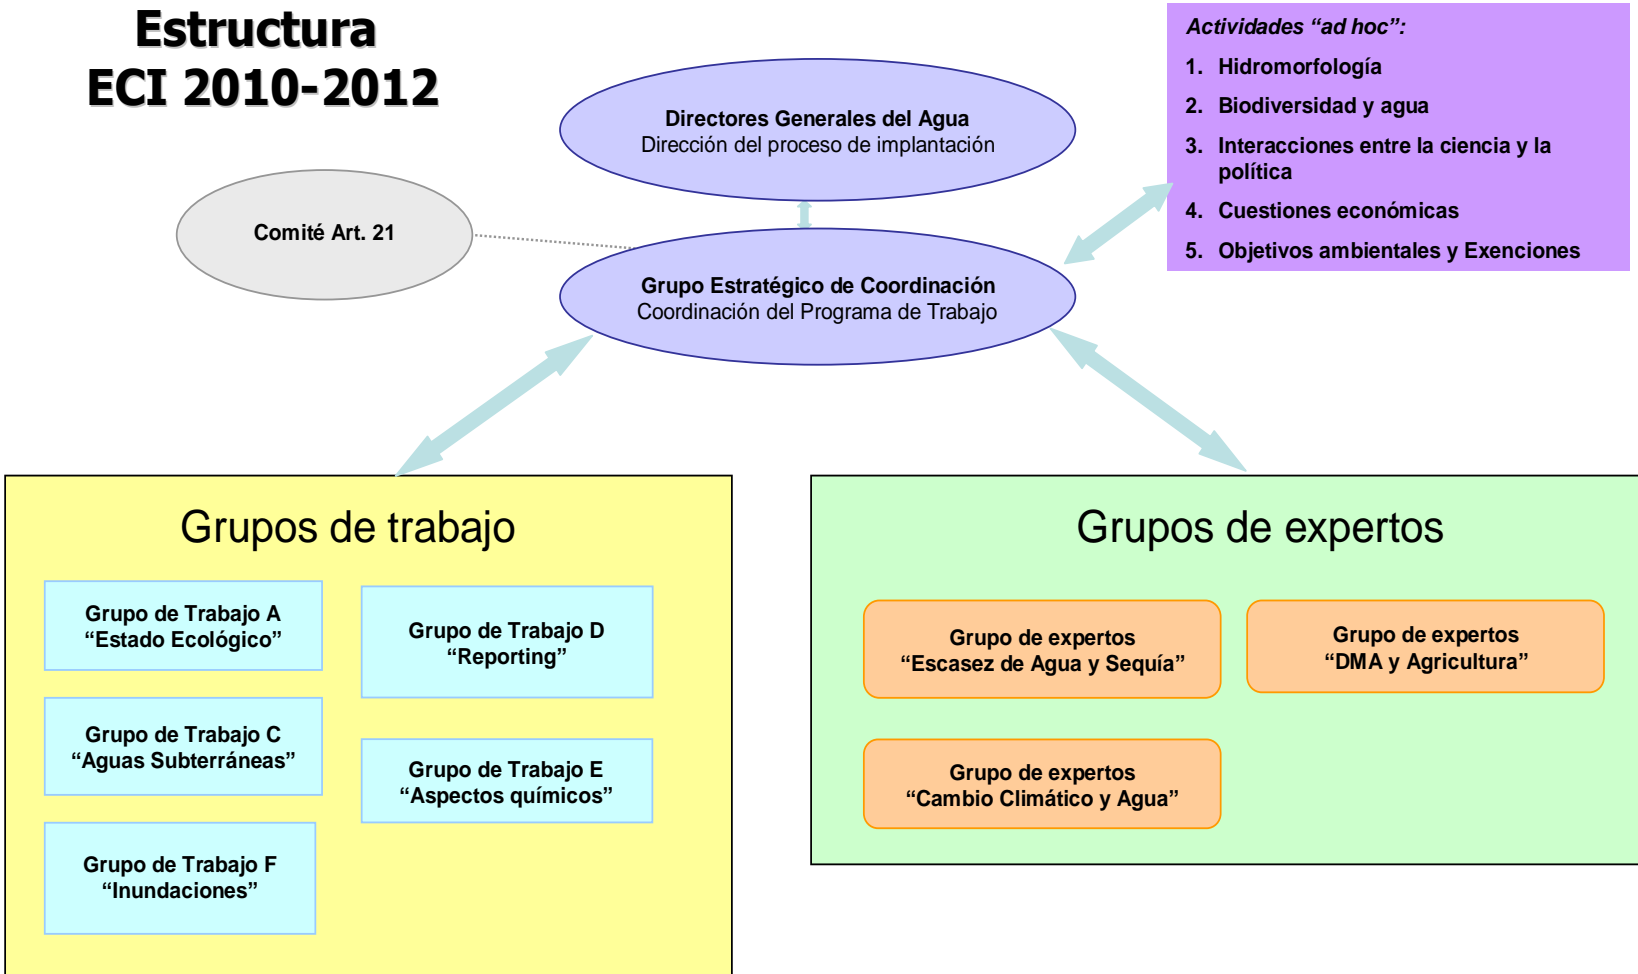 Estructura
ECI 2010-2012
Directores Generales del Agua
Dirección del proceso de implantación
Actividades “ad hoc”:
1. Hidromorfología
2. Biodiversidad y agua
3. Interacciones entre la ciencia y la
política
4. Cuestiones económicas
5. Objetivos ambientales y Exenciones
Comité Art. 21
Grupo Estratégico de Coordinación
Coordinación del Programa de Trabajo
Grupos de trabajo
Grupo de Trabajo A
“Estado Ecológico”
Grupo de Trabajo D
“Reporting”
Grupo de Trabajo C
“Aguas Subterráneas”
Grupo de Trabajo E
“Aspectos químicos”
Grupo de Trabajo F
“Inundaciones”
Grupos de expertos
Grupo de expertos
“Escasez de Agua y Sequía”
Grupo de expertos
“DMA y Agricultura”
Grupo de expertos
“Cambio Climático y Agua”